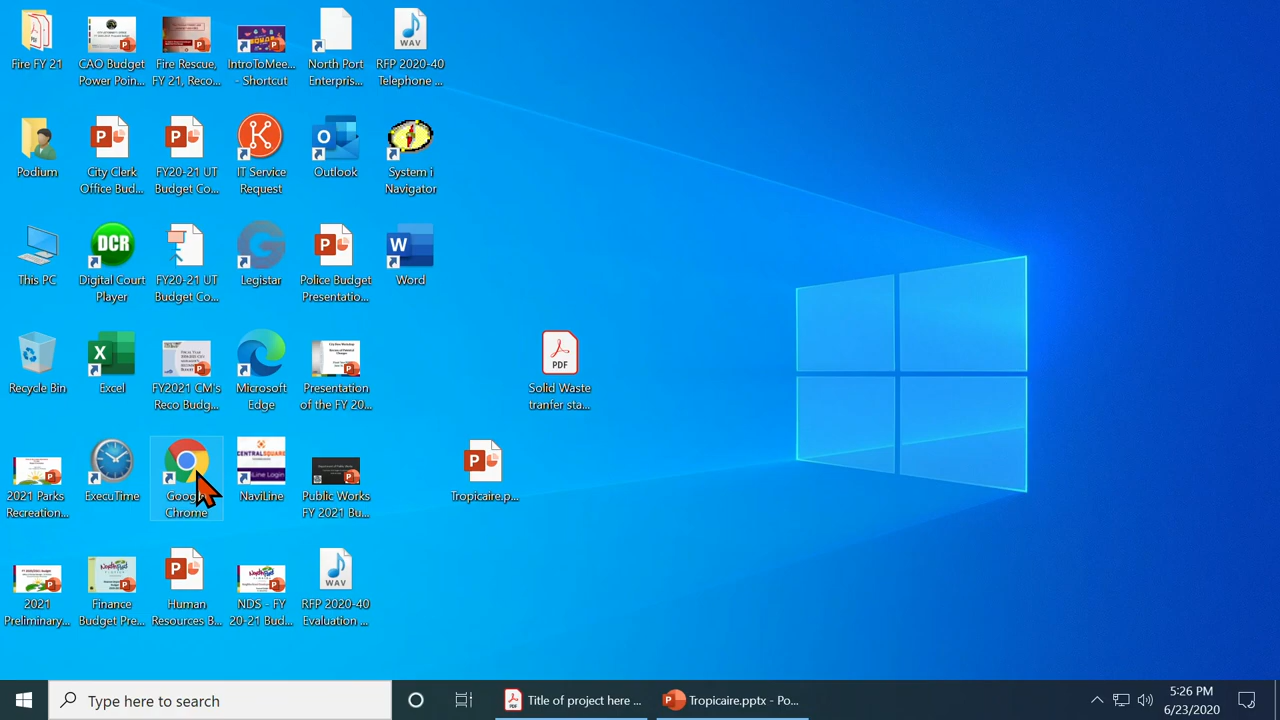 Fire FY 21
CAO Budget
Power Poin...
Fire Rescue,
FY 21, Reco...
IntroToMee...
- Shortcut
North Port
Enterpris...
WAV
RFP 2020-40
Telephone ...
Podium
City Clerk
Office Bud...
FY20-21 UT
Budget Co...
IT Service
Request
Outlook
System i
Navigator
This PC
DCR
Digital Court
Player
FY20-21 UT
Budget Co...
Legistar
Police Budget
Presentatio...
Word
Recycle Bin
Excel
FY2021 CM's
Reco Budg...
Microsoft
Edge
Presentation
of the FY 20...
PDF
Solid Waste
tranfer sta...
2021 Parks
Recreation...
ExecuTime
Google
Chrome
CENTRALSQUARE
NaviLine
Public Works
FY 2021 Bu...
Tropicaire.p...
2021
Preliminary...
Finance
Budget Pre...
Human
Resources B...
NDS - FY
20-21 Bud...
WAV
RFP 2020-40
Evaluation ...
Type here to search
Title of project here ...
Tropicaire.pptx - Po...
5:26 PM
6/23/2020